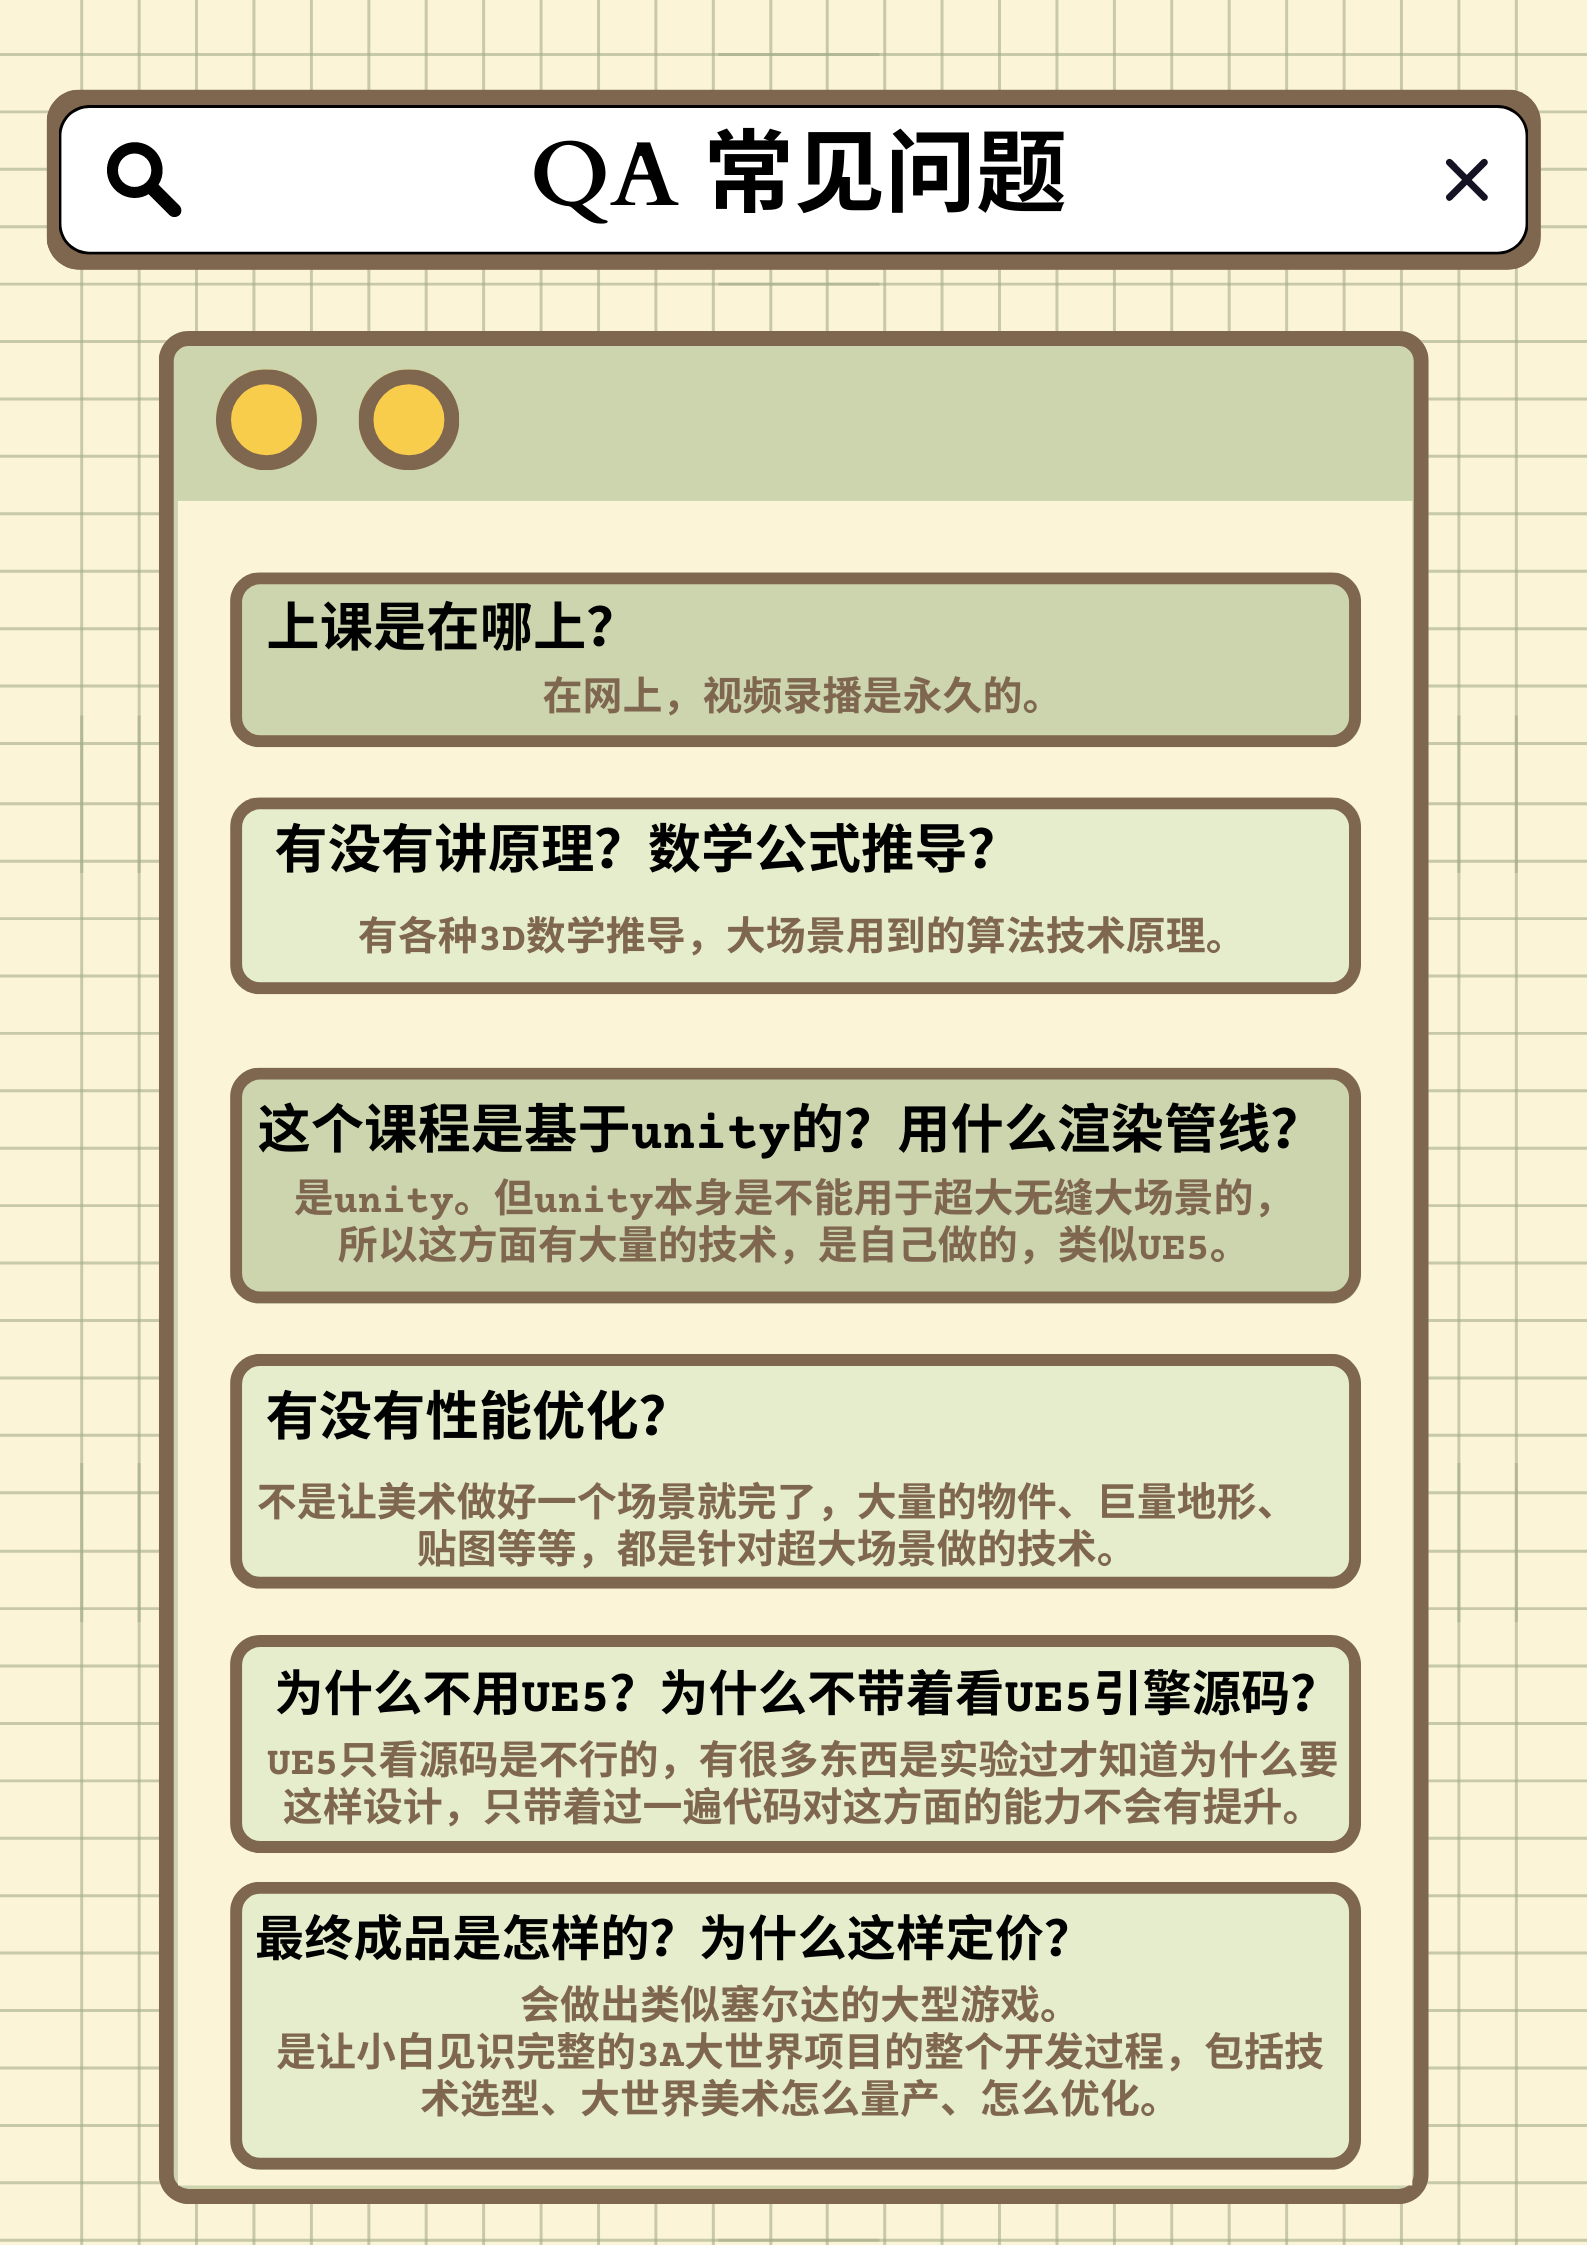 QA 常见问题
上课是在哪上？
在网上，视频录播是永久的。
有没有讲原理？数学公式推导？
有各种3D数学推导，大场景用到的算法技术原理。
这个课程是基于unity的？用什么渲染管线？
是unity。但unity本身是不能用于超大无缝大场景的，
所以这方面有大量的技术，是自己做的，类似UE5。
有没有性能优化？
不是让美术做好一个场景就完了，大量的物件、巨量地形、
贴图等等，都是针对超大场景做的技术。
为什么不用UE5？为什么不带着看UE5引擎源码？
UE5只看源码是不行的，有很多东西是实验过才知道为什么要
这样设计，只带着过一遍代码对这方面的能力不会有提升。
最终成品是怎样的？为什么这样定价？
会做出类似塞尔达的大型游戏。
是让小白见识完整的3A大世界项目的整个开发过程，包括技
术选型、大世界美术怎么量产、怎么优化。